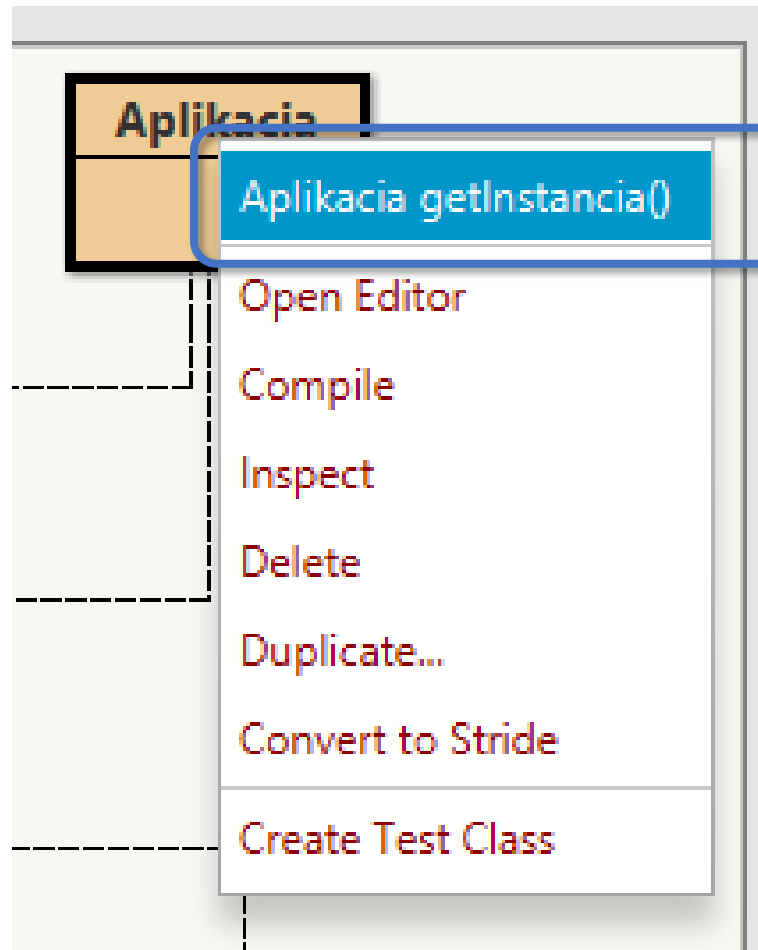 Aplikacia
Aplikacia getInstancia()
Open Editor
Compile
Inspect
Delete
Duplicate...
Convert to Stride
Create Test Class